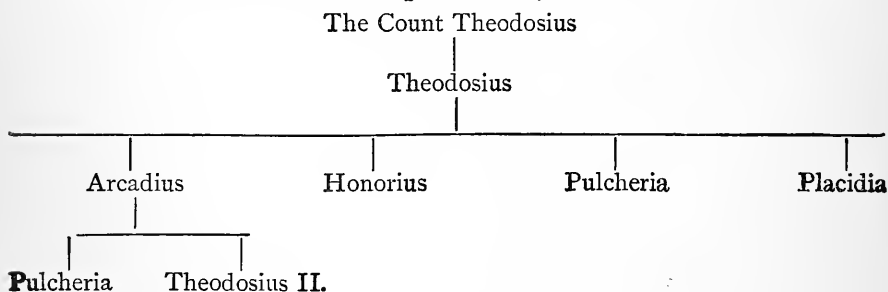 The Count Theodosius
Theodosius
Arcadius Honorius Pulcheria Placidia
Pulcheria Theodosius II.